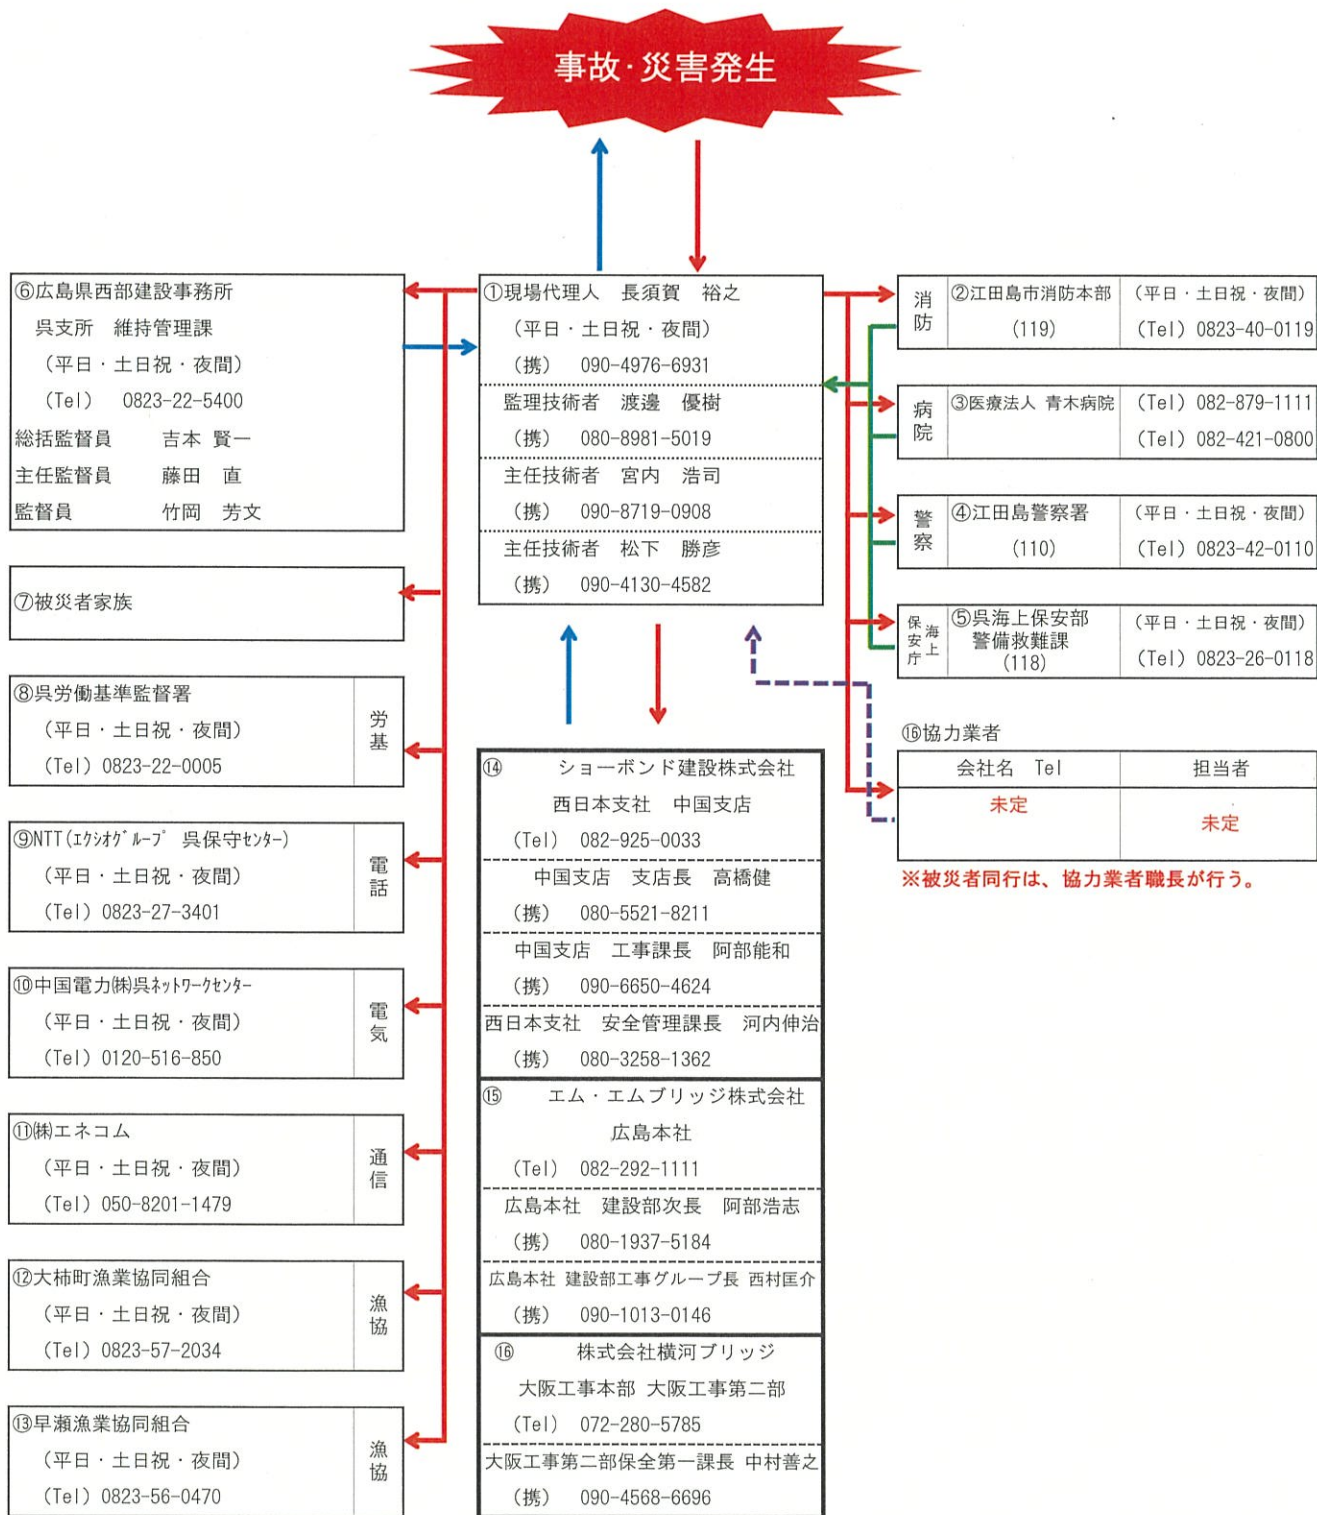 事故・災害発生
⑥広島県西部建設事務所
呉支所 維持管理課
(平日・土日祝・夜間)
(Tel) 0823-22-5400
総括監督員 吉本 賢一
主任監督員 藤田 直
監督員 竹岡 芳文
⑦被災者家族
⑧呉労働基準監督署
(平日・土日祝・夜間)
(Tel) 0823-22-0005
労基
⑨NTT(ｴｸｼｵｸﾞﾙｰﾌﾟ 呉保守ｾﾝﾀｰ)
(平日・土日祝・夜間)
(Tel) 0823-27-3401
電話
⑩中国電力㈱呉ﾈｯﾄﾜｰｸｾﾝﾀｰ
(平日・土日祝・夜間)
(Tel) 0120-516-850
電気
⑪㈱エネコム
(平日・土日祝・夜間)
(Tel) 050-8201-1479
通信
⑫大柿町漁業協同組合
(平日・土日祝・夜間)
(Tel) 0823-57-2034
漁協
⑬早瀬漁業協同組合
(平日・土日祝・夜間)
(Tel) 0823-56-0470
漁協
①現場代理人 長須賀 裕之
(平日・土日祝・夜間)
(携) 090-4976-6931
監理技術者 渡邊 優樹
(携) 080-8981-5019
主任技術者 宮内 浩司
(携) 090-8719-0908
主任技術者 松下 勝彦
(携) 090-4130-4582
⑭ ショーボンド建設株式会社
西日本支社 中国支店
(Tel) 082-925-0033
中国支店 支店長 高橋健
(携) 080-5521-8211
中国支店 工事課長 阿部能和
(携) 090-6650-4624
西日本支社 安全管理課長 河内伸治
(携) 080-3258-1362
⑮ エム・エムブリッジ株式会社
広島本社
(Tel) 082-292-1111
広島本社 建設部次長 阿部浩志
(携) 080-1937-5184
広島本社 建設部工事グループ長 西村匡介
(携) 090-1013-0146
⑯ 株式会社横河ブリッジ
大阪工事本部 大阪工事第二部
(Tel) 072-280-5785
大阪工事第二部保全第一課長 中村善之
(携) 090-4568-6696
消防
②江田島市消防本部
(119)
(平日・土日祝・夜間)
(Tel) 0823-40-0119
病院
③医療法人 青木病院
(Tel) 082-879-1111
(Tel) 082-421-0800
警察
④江田島警察署
(110)
(平日・土日祝・夜間)
(Tel) 0823-42-0110
海上
保安庁
⑤呉海上保安部
警備救難課
(118)
(平日・土日祝・夜間)
(Tel) 0823-26-0118
⑯協力業者
会社名 Tel 担当者
未定 未定
※被災者同行は、協力業者職長が行う。